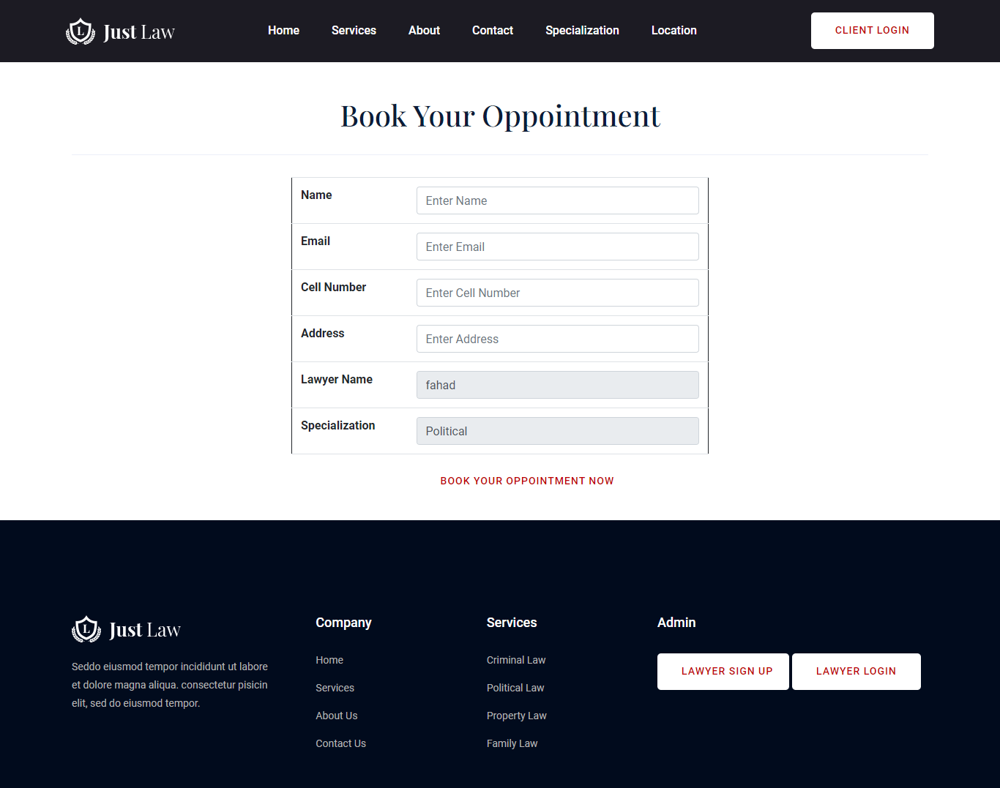 L Just Law
Home Services About Contact Specialization Location
CLIENT LOGIN
Book Your Oppointment
Name Enter Name
Email Enter Email
Cell Number Enter Cell Number
Address Enter Address
Lawyer Name fahad
Specialization Political
BOOK YOUR OPPOINTMENT NOW
L Just Law
Seddo eiusmod tempor incididunt ut labore
et dolore magna aliqua. consectetur pisicin
elit, sed do eiusmod tempor.
Company
Home
Services
About Us
Contact Us
Services
Criminal Law
Political Law
Property Law
Family Law
Admin
LAWYER SIGN UP LAWYER LOGIN